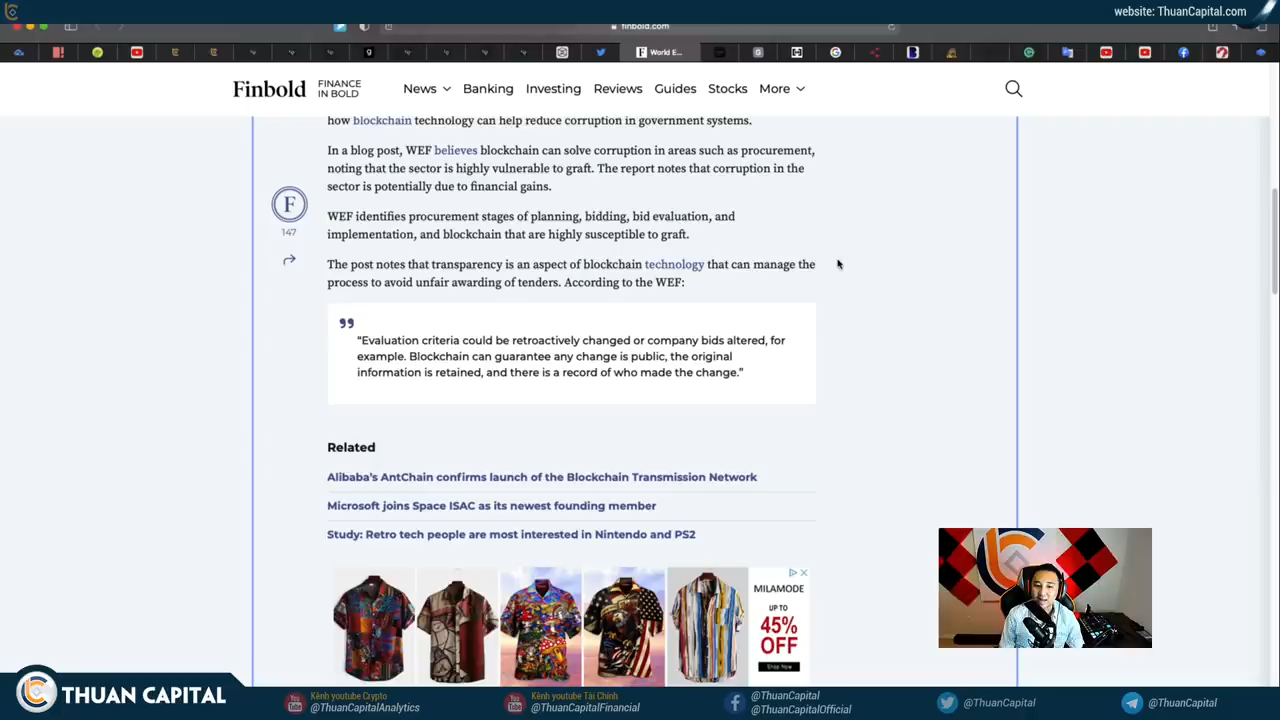 website: ThuanCapital.com
finbold.com
World E...
Finbold
FINANCE
IN BOLD
News
Banking
Investing
Reviews
Guides
Stocks
More
how blockchain technology can help reduce corruption in government systems.
In a blog post, WEF believes blockchain can solve corruption in areas such as procurement,
noting that the sector is highly vulnerable to graft. The report notes that corruption in the
sector is potentially due to financial gains.
F
147
WEF identifies procurement stages of planning, bidding, bid evaluation, and
implementation, and blockchain that are highly susceptible to graft.
The post notes that transparency is an aspect of blockchain technology that can manage the
process to avoid unfair awarding of tenders. According to the WEF:
“Evaluation criteria could be retroactively changed or company bids altered, for
example. Blockchain can guarantee any change is public, the original
information is retained, and there is a record of who made the change.”
Related
Alibaba’s AntChain confirms launch of the Blockchain Transmission Network
Microsoft joins Space ISAC as its newest founding member
Study: Retro tech people are most interested in Nintendo and PS2
MILAMODE
UP TO
45%
OFF
Shop Now
THUAN CAPITAL
Kênh youtube Crypto
@ThuanCapitalAnalytics
Kênh youtube Tài Chính
@ThuanCapitalFinancial
@ThuanCapital
@ThuanCapitalOfficial
@ThuanCapital
@ThuanCapital